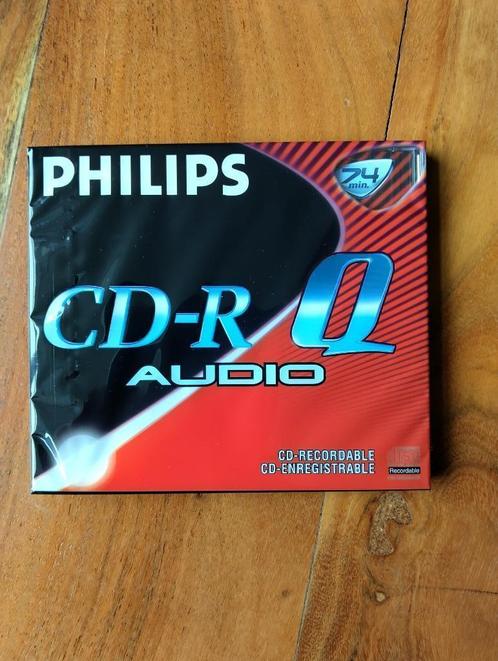 PHILIPS
74
min.
CD-R Q
AUDIO
CD-RECORDABLE
CD-ENREGISTRABLE
Recordable